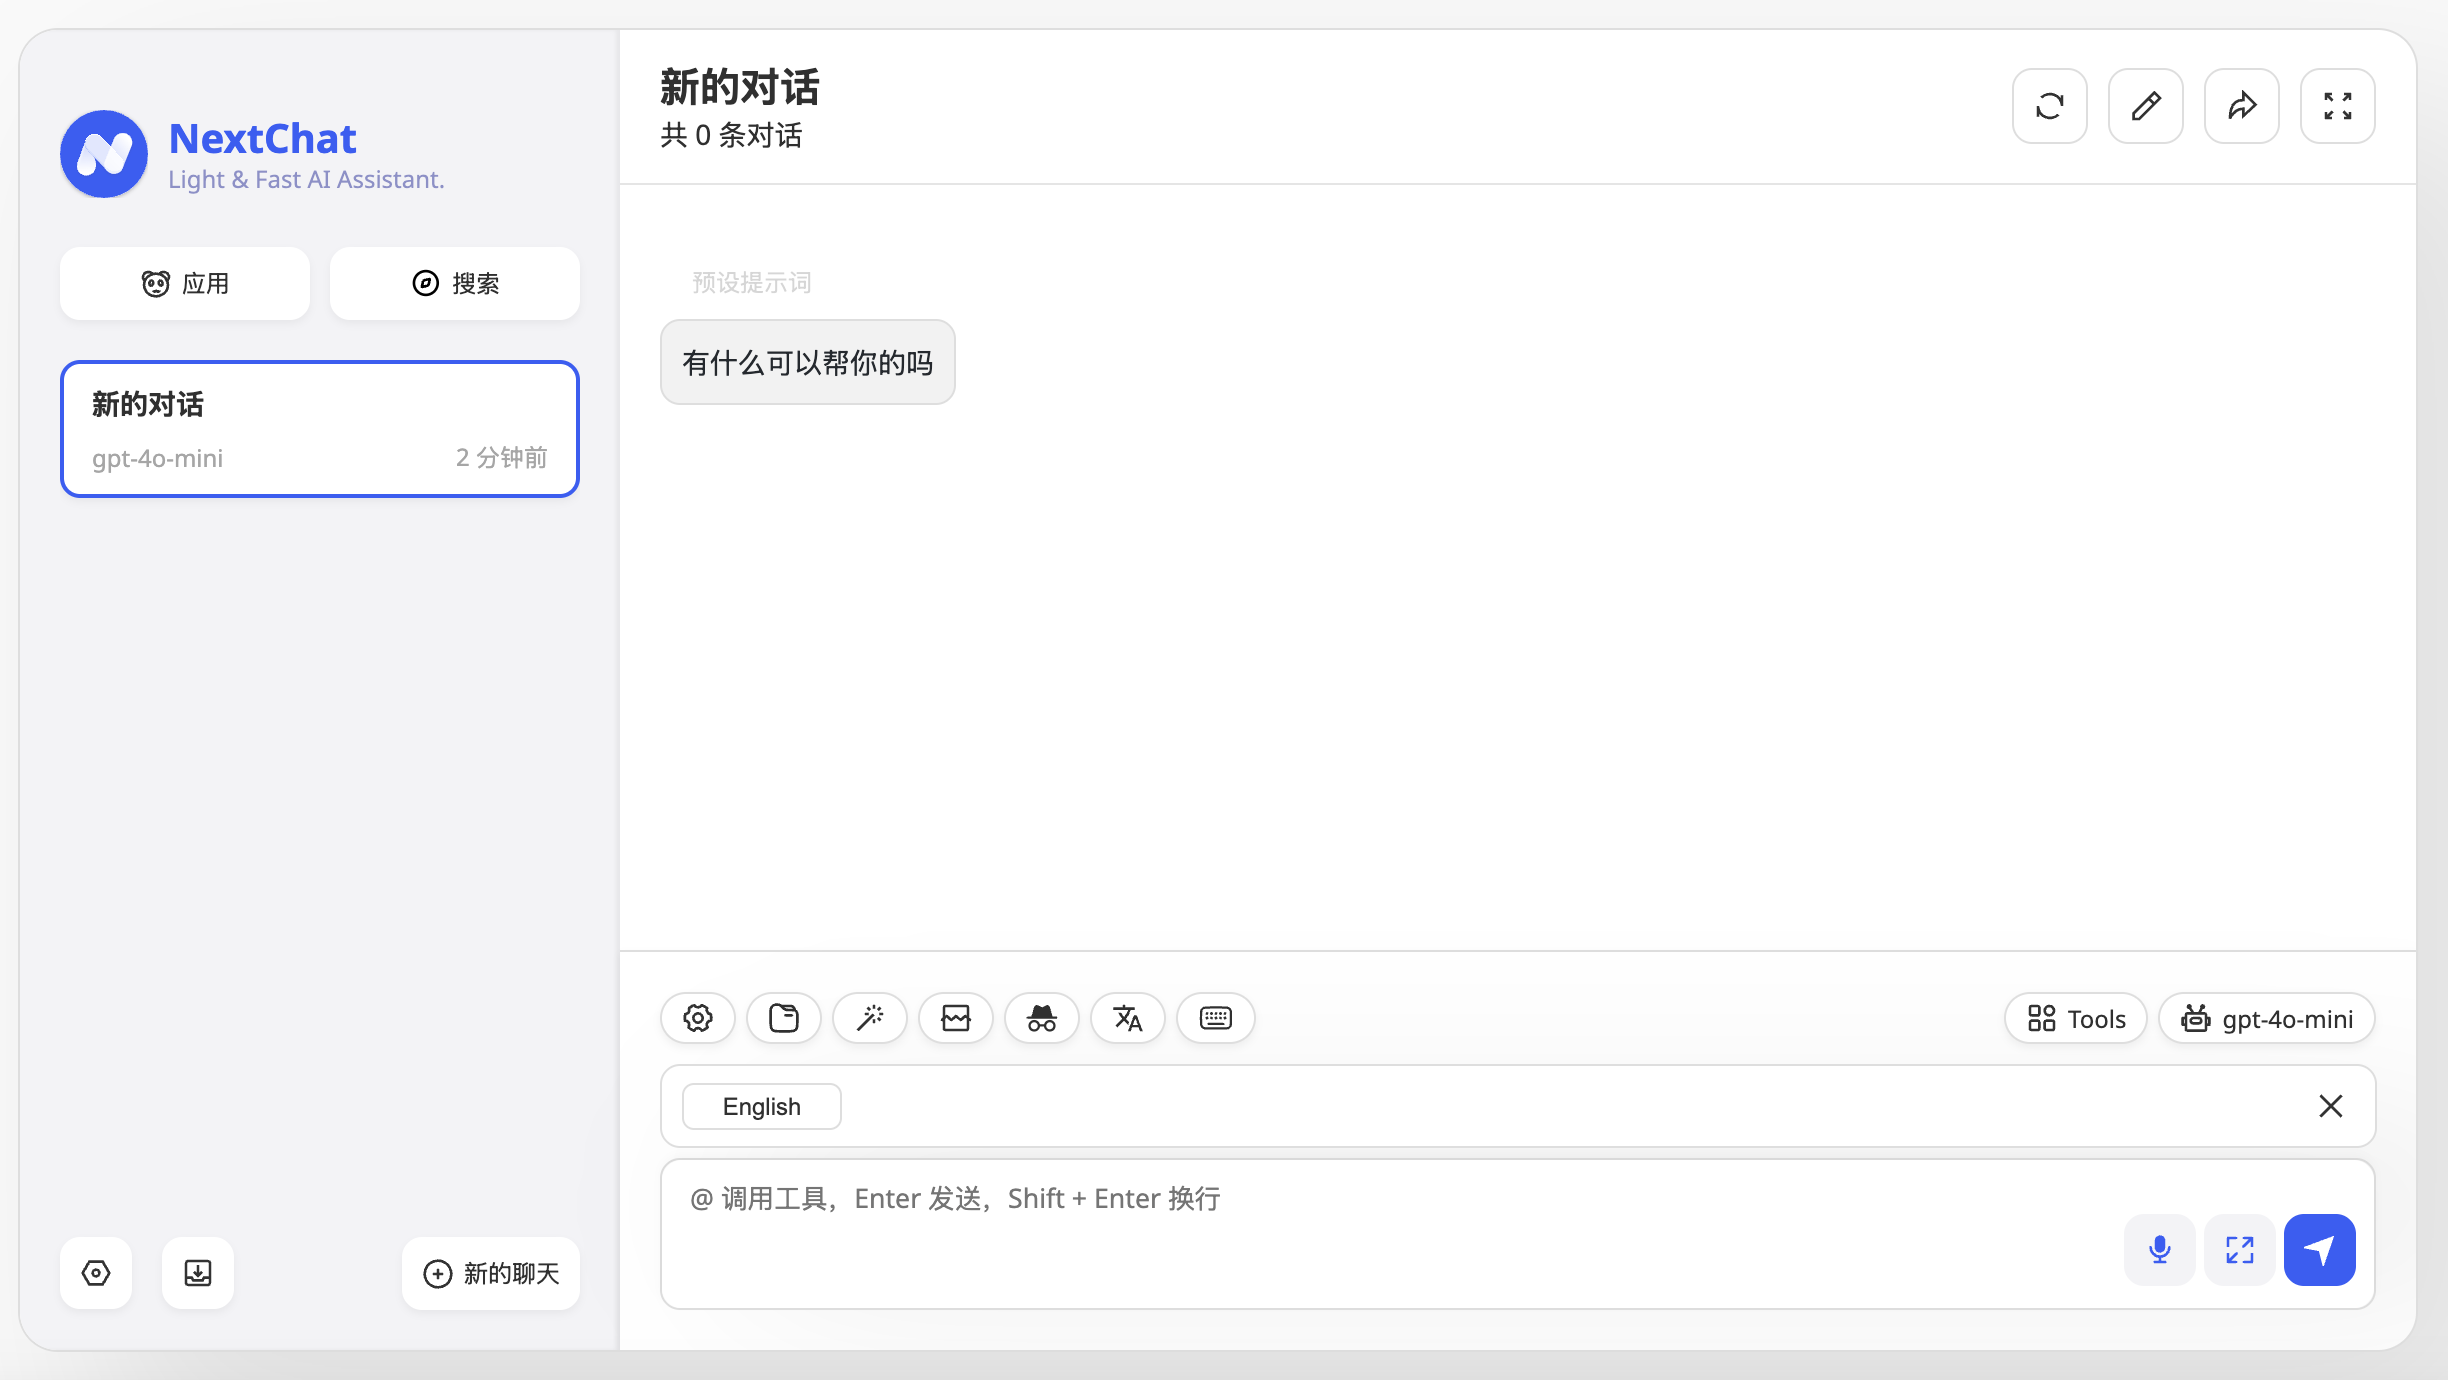 NextChat
Light & Fast AI Assistant.
应用
搜索
新的对话
gpt-4o-mini
2 分钟前
新的聊天
新的对话
共 0 条对话
预设提示词
有什么可以帮你的吗
Tools
gpt-4o-mini
English
@ 调用工具，Enter 发送，Shift + Enter 换行